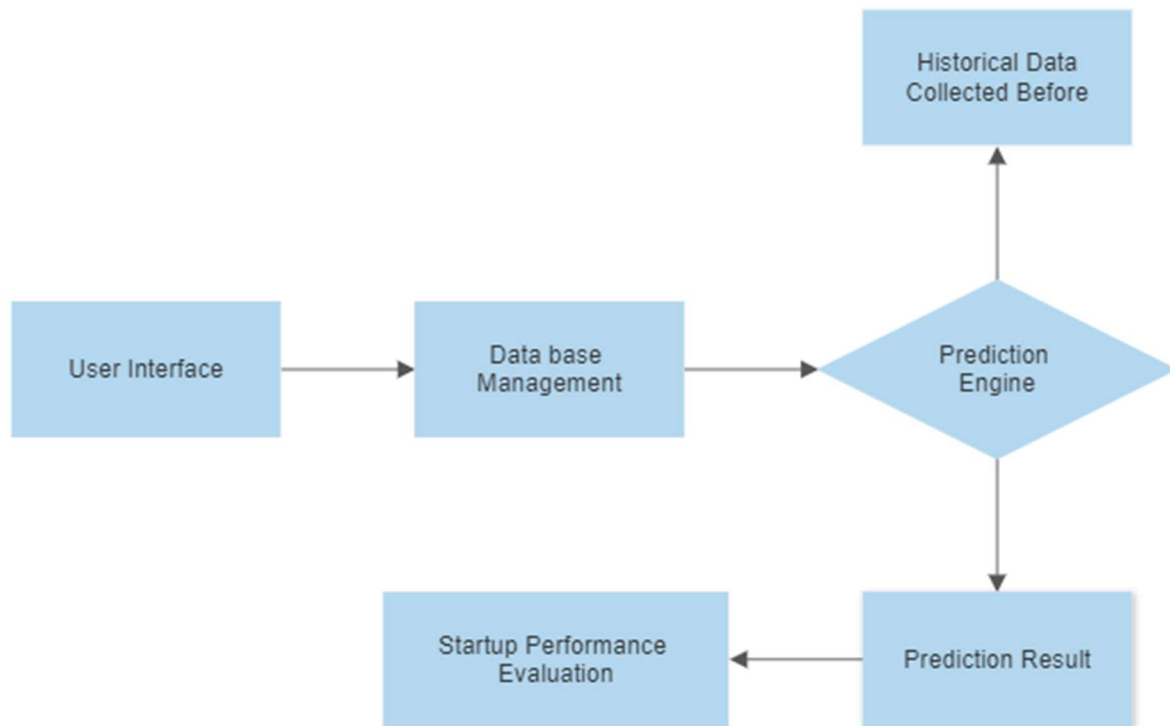 Historical Data
Collected Before
User Interface
Data base
Management
Prediction
Engine
Startup Performance
Evaluation
Prediction Result